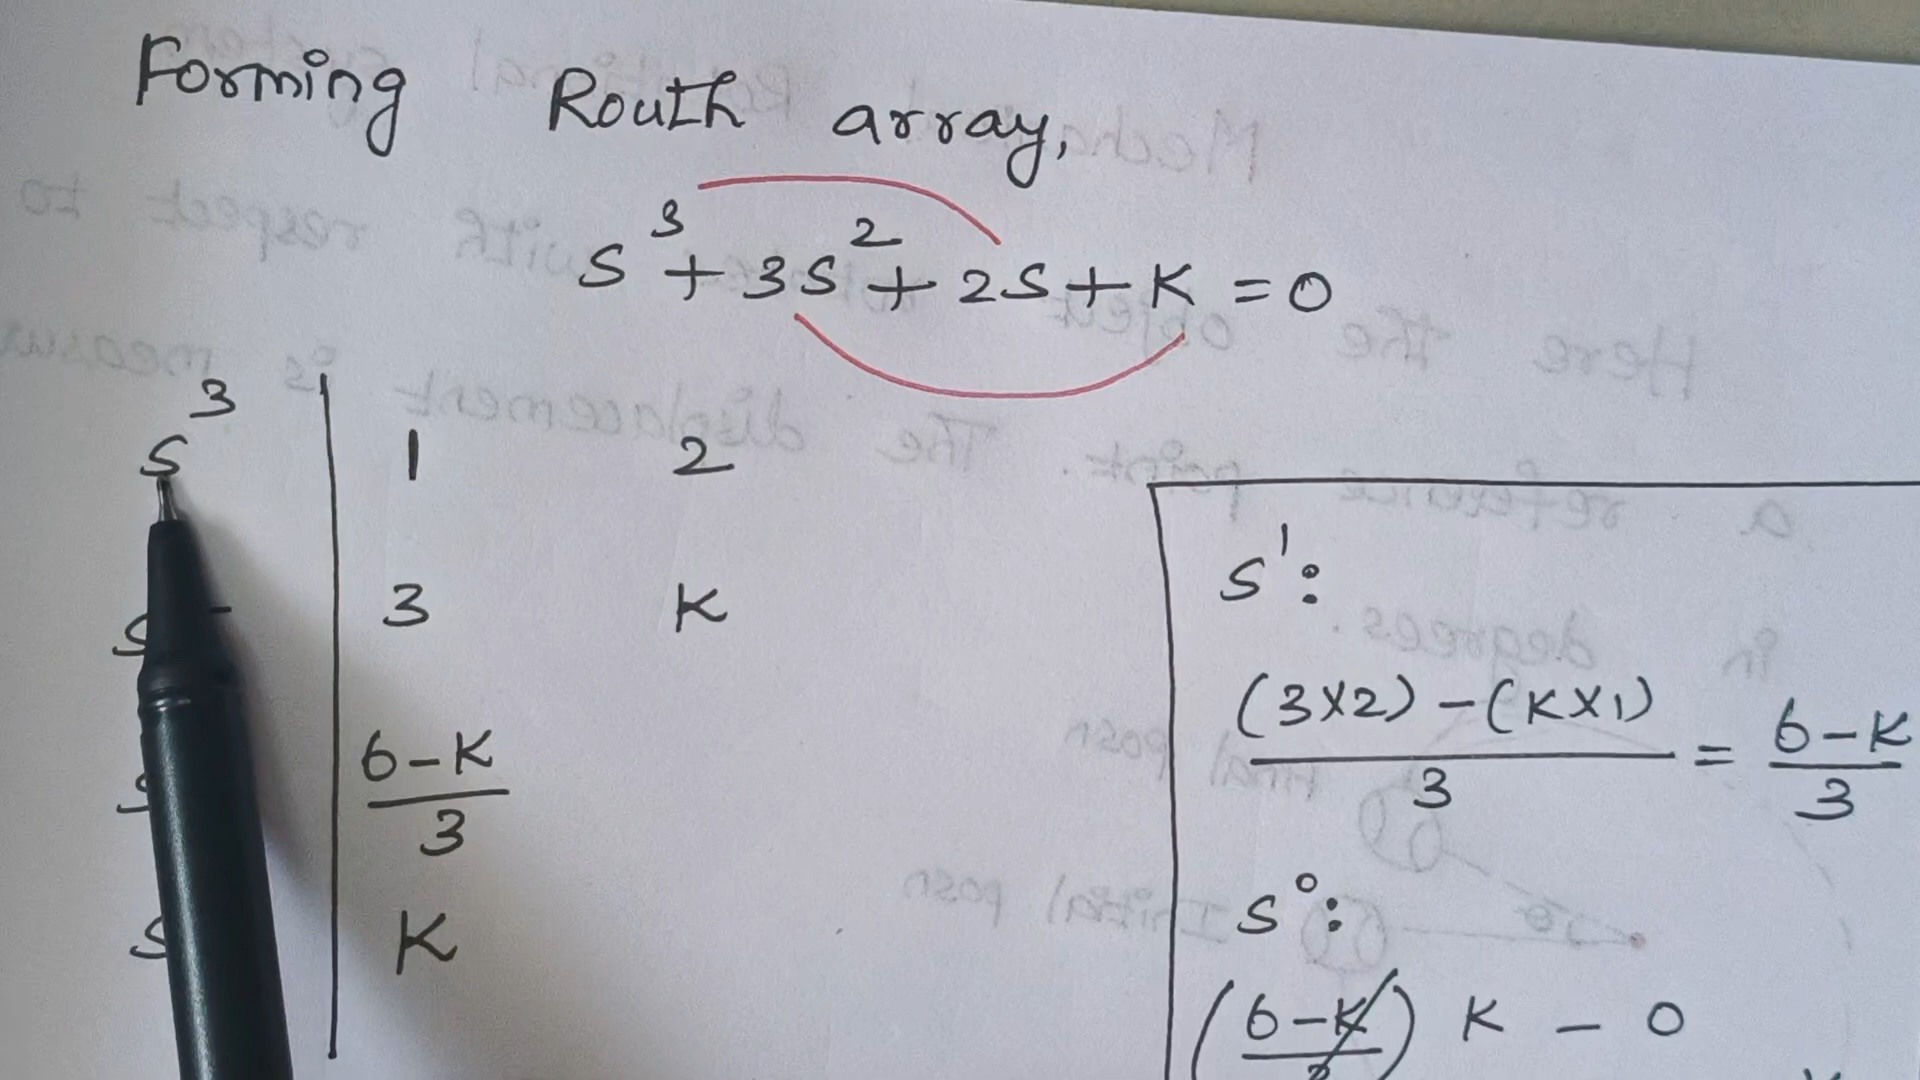 Forming Routh array,
s³ + 3s² + 2s + K = 0
s³ | 1 2
s | 3 K
s | (6-K)/3
s | K
s¹:
((3×2) - (K×1))/3 = (6-K)/3
s⁰:
((6-K)/3) K - 0